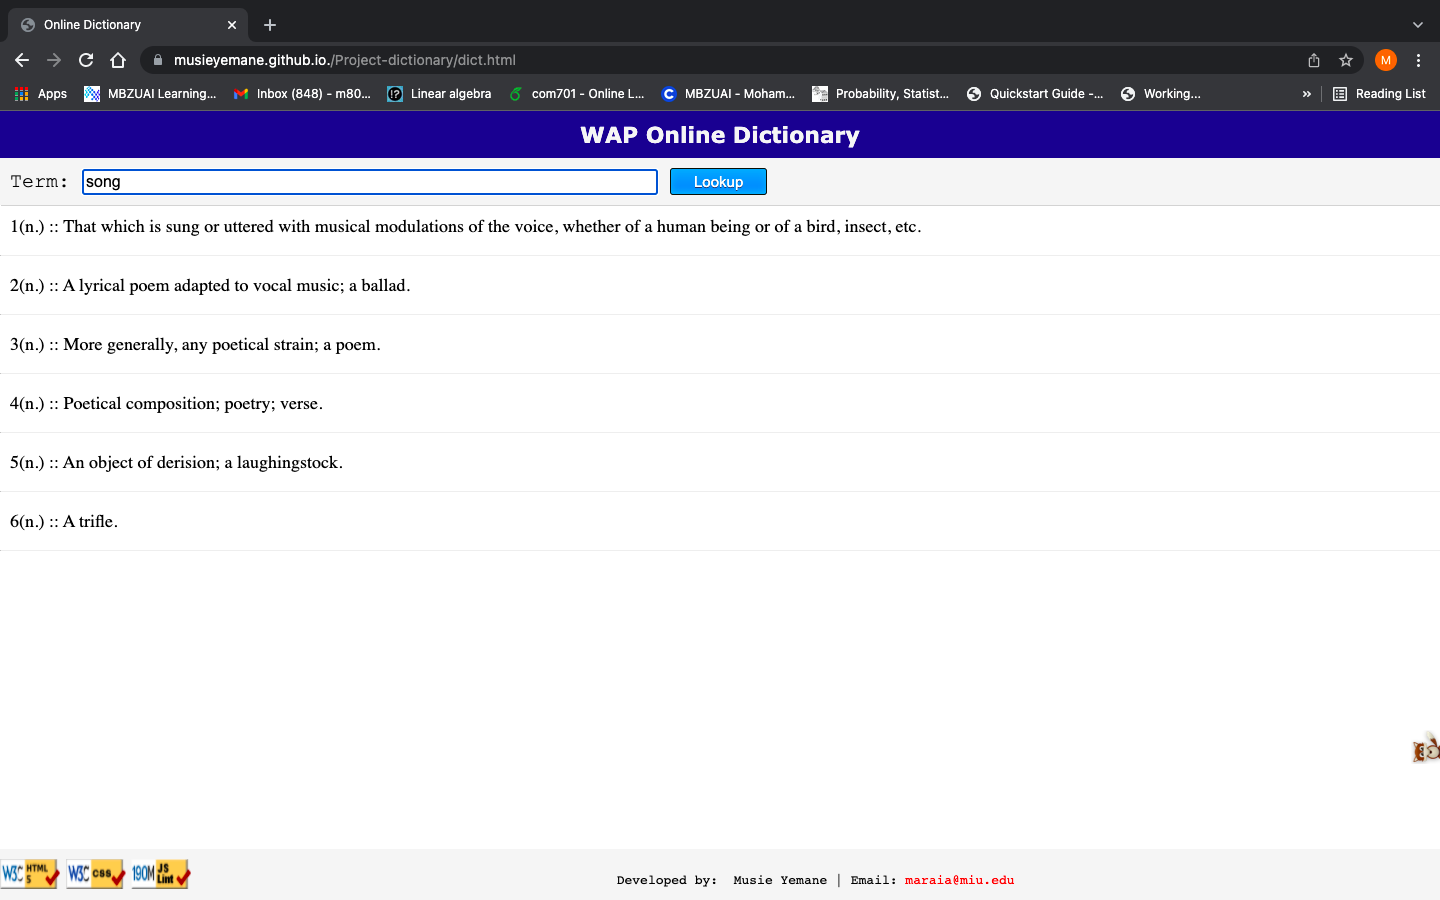 Online Dictionary
musieyemane.github.io./Project-dictionary/dict.html
M
Apps MBZUAI Learning... Inbox (848) - m80... Linear algebra com701 - Online L... MBZUAI - Moham... Probability, Statist... Quickstart Guide -... Working... » Reading List
WAP Online Dictionary
Term: song Lookup
1(n.) :: That which is sung or uttered with musical modulations of the voice, whether of a human being or of a bird, insect, etc.
2(n.) :: A lyrical poem adapted to vocal music; a ballad.
3(n.) :: More generally, any poetical strain; a poem.
4(n.) :: Poetical composition; poetry; verse.
5(n.) :: An object of derision; a laughingstock.
6(n.) :: A trifle.
W3C HTML 5 W3C css 190M JS Lint
Developed by: Musie Yemane | Email: maraia@miu.edu